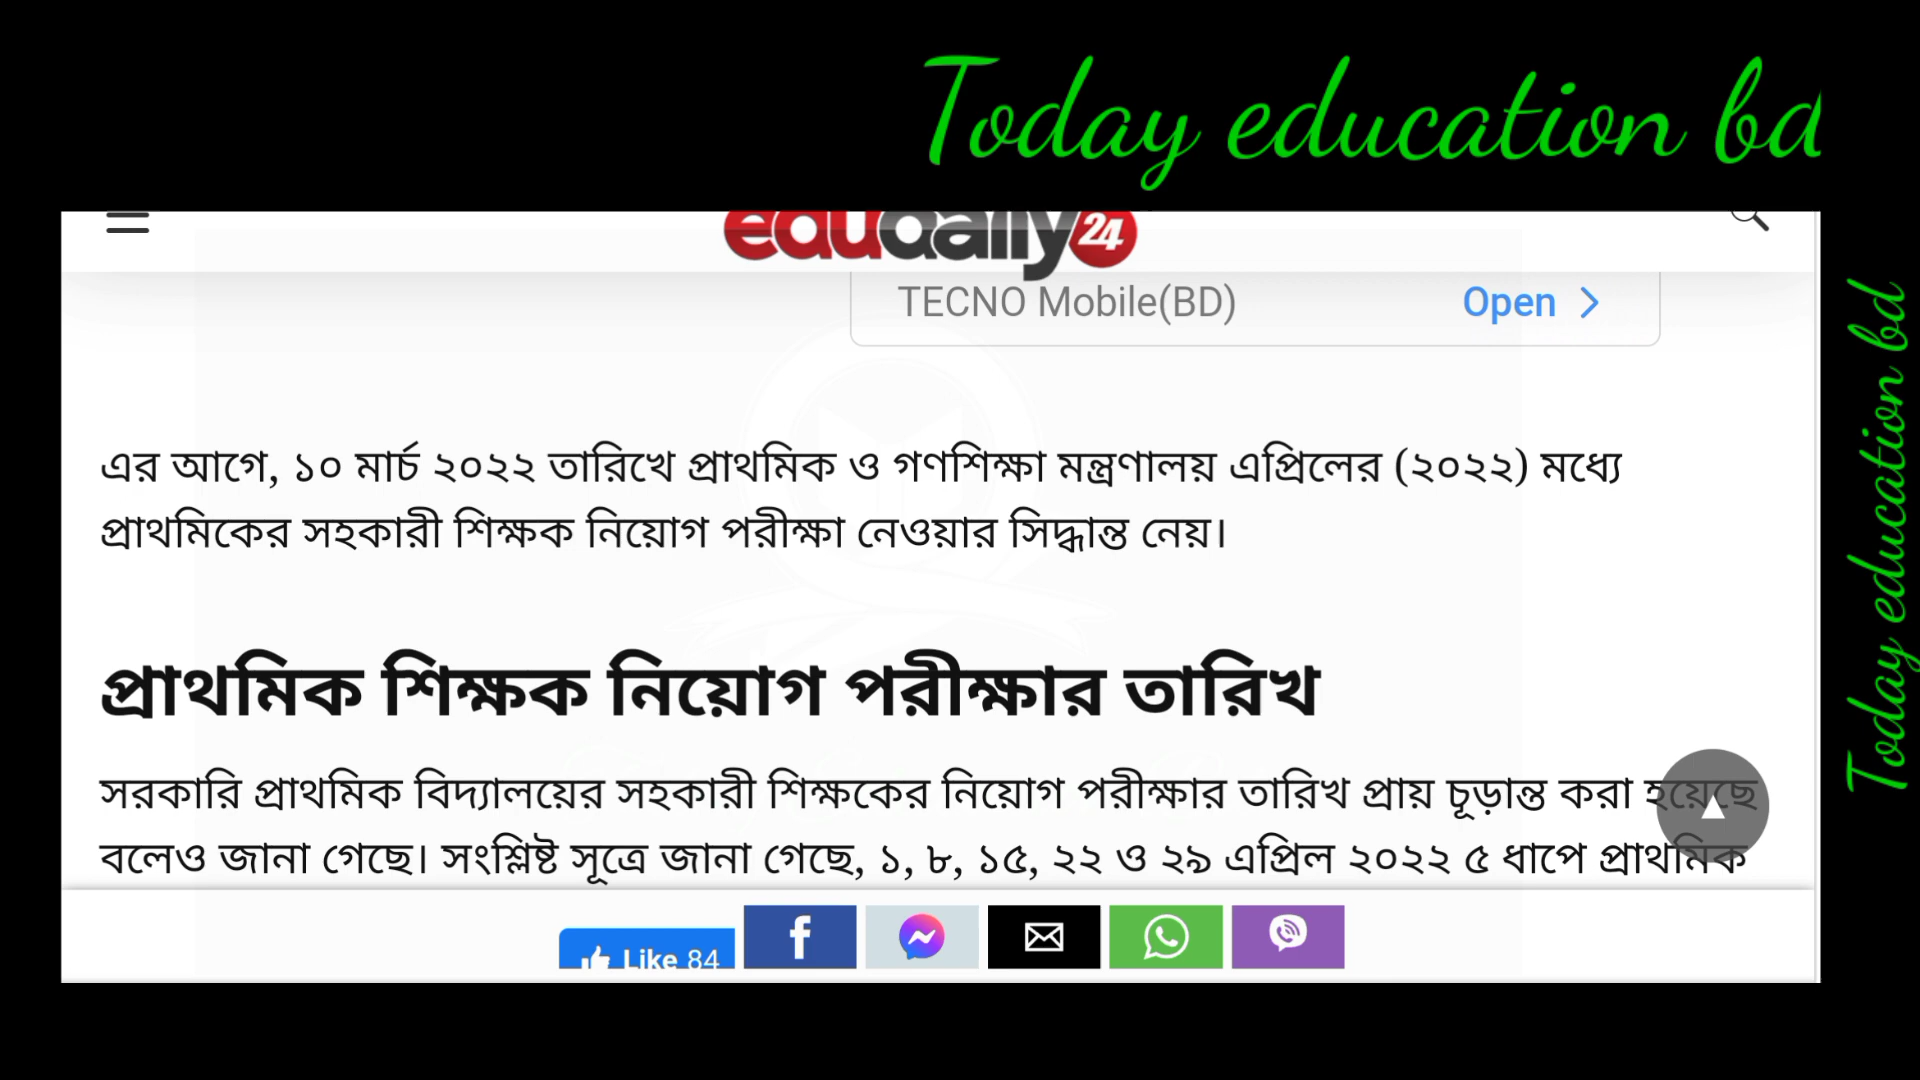 Today education bd
edudaily24
TECNO Mobile(BD)
Open
এর আগে, ১০ মার্চ ২০২২ তারিখে প্রাথমিক ও গণশিক্ষা মন্ত্রণালয় এপ্রিলের (২০২২) মধ্যে
প্রাথমিকের সহকারী শিক্ষক নিয়োগ পরীক্ষা নেওয়ার সিদ্ধান্ত নেয়।
প্রাথমিক শিক্ষক নিয়োগ পরীক্ষার তারিখ
সরকারি প্রাথমিক বিদ্যালয়ের সহকারী শিক্ষকের নিয়োগ পরীক্ষার তারিখ প্রায় চূড়ান্ত করা হয়েছে
বলেও জানা গেছে। সংশ্লিষ্ট সূত্রে জানা গেছে, ১, ৮, ১৫, ২২ ও ২৯ এপ্রিল ২০২২ ৫ ধাপে প্রাথমিক
Like 84
Today education bd